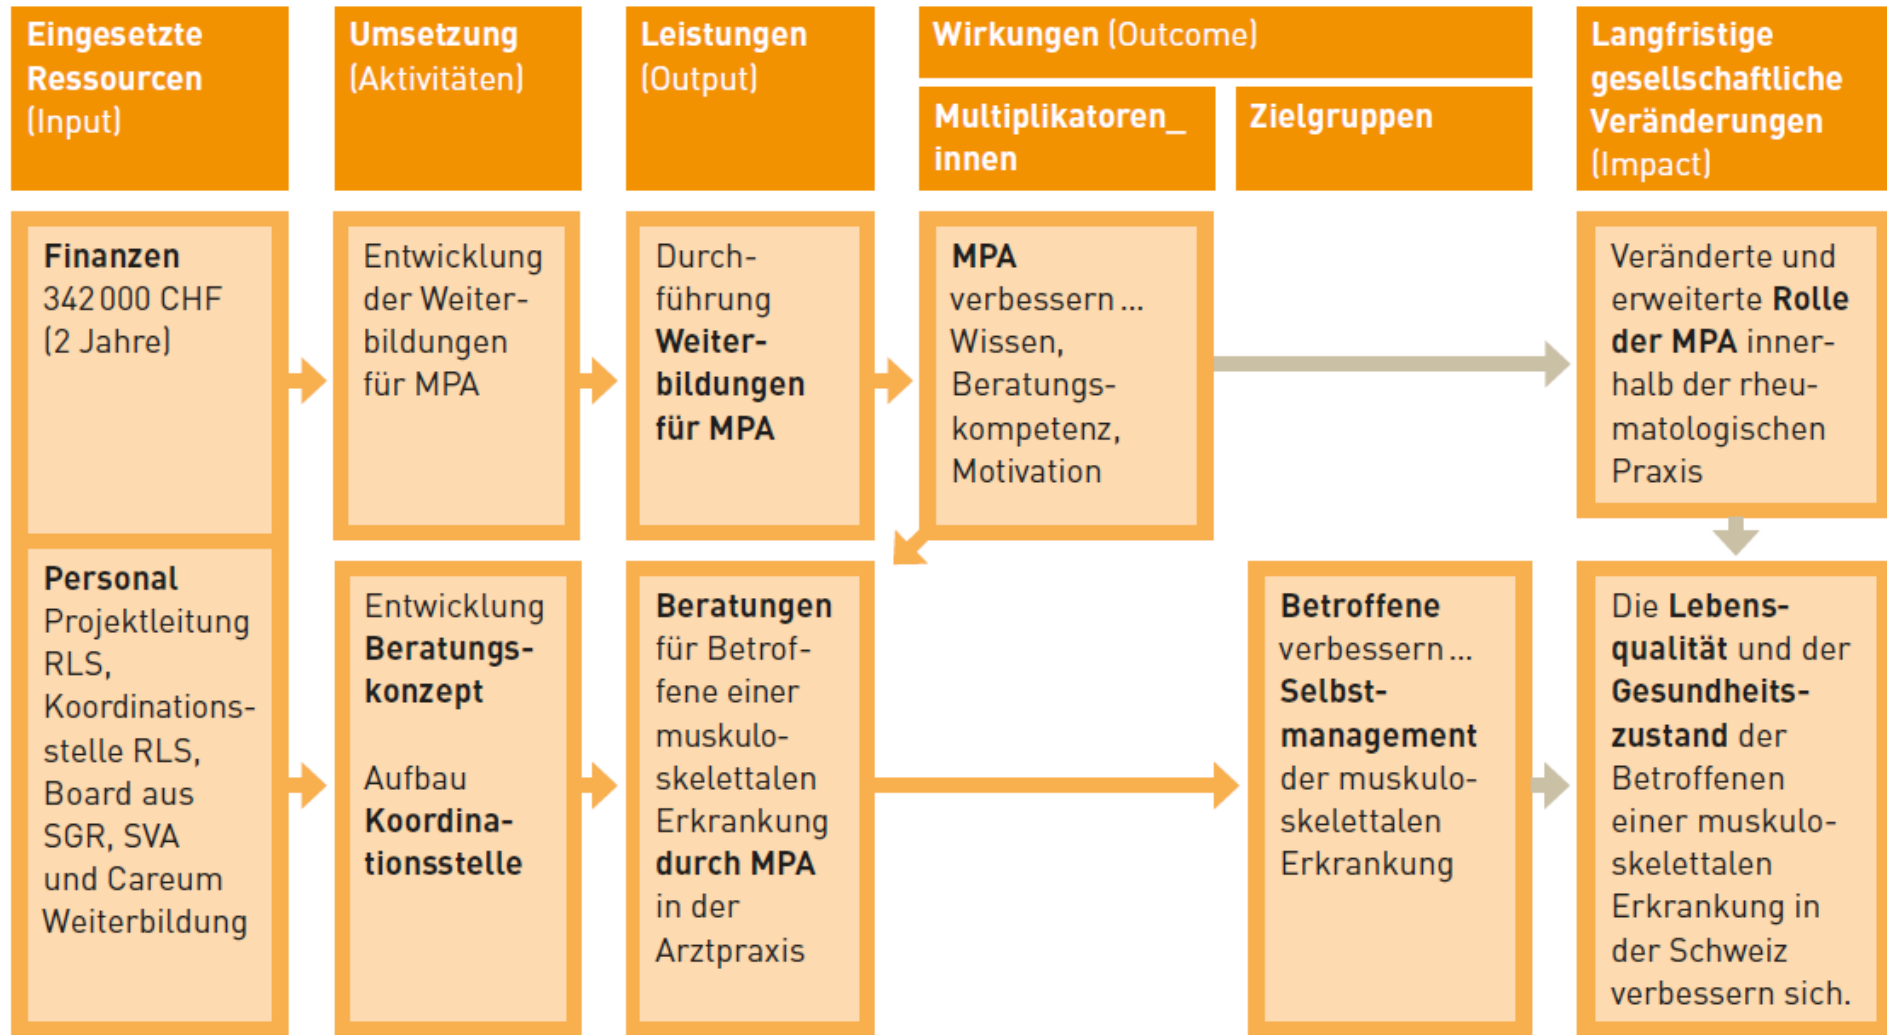 Eingesetzte
Ressourcen
(Input)
Umsetzung
(Aktivitäten)
Leistungen
(Output)
Wirkungen (Outcome)
Multiplikatoren_
innen
Zielgruppen
Langfristige
gesellschaftliche
Veränderungen
(Impact)
Finanzen
342 000 CHF
(2 Jahre)
Entwicklung
der Weiter-
bildungen
für MPA
Durch-
führung
Weiter-
bildungen
für MPA
MPA
verbessern ...
Wissen,
Beratungs-
kompetenz,
Motivation
Veränderte und
erweiterte Rolle
der MPA inner-
halb der rheu-
matologischen
Praxis
Personal
Projektleitung
RLS,
Koordinations-
stelle RLS,
Board aus
SGR, SVA
und Careum
Weiterbildung
Entwicklung
Beratungs-
konzept
Aufbau
Koordina-
tionsstelle
Beratungen
für Betrof-
fene einer
muskulo-
skelettalen
Erkrankung
durch MPA
in der
Arztpraxis
Betroffene
verbessern ...
Selbst-
management
der muskulo-
skelettalen
Erkrankung
Die Lebens-
qualität und der
Gesundheits-
zustand der
Betroffenen
einer muskulo-
skelettalen
Erkrankung in
der Schweiz
verbessern sich.